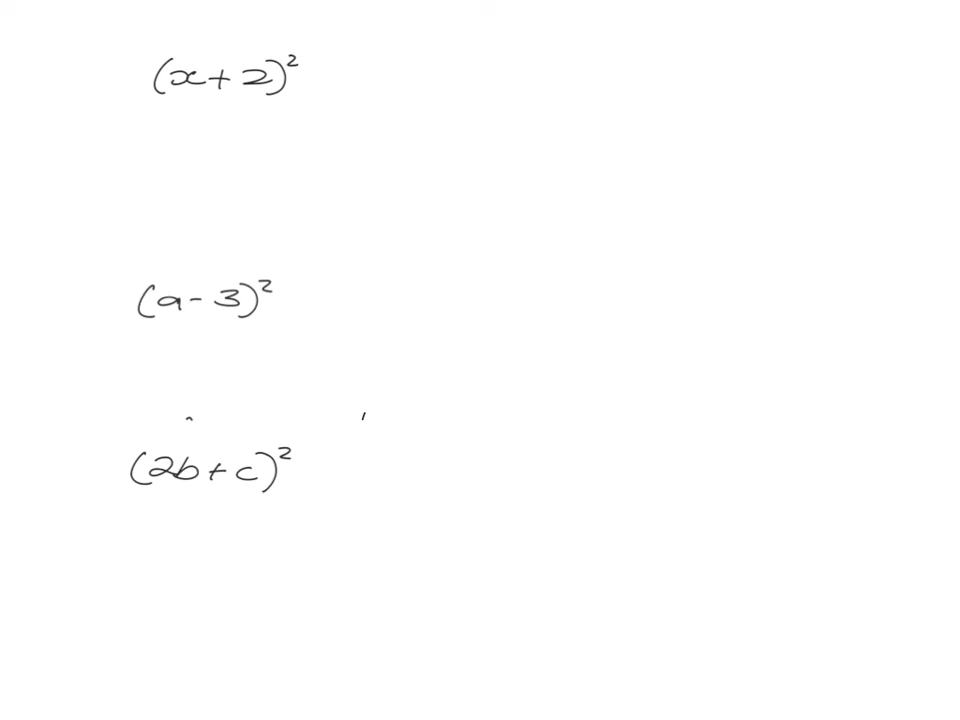 (x+2)²
(a-3)²
(2b+c)²